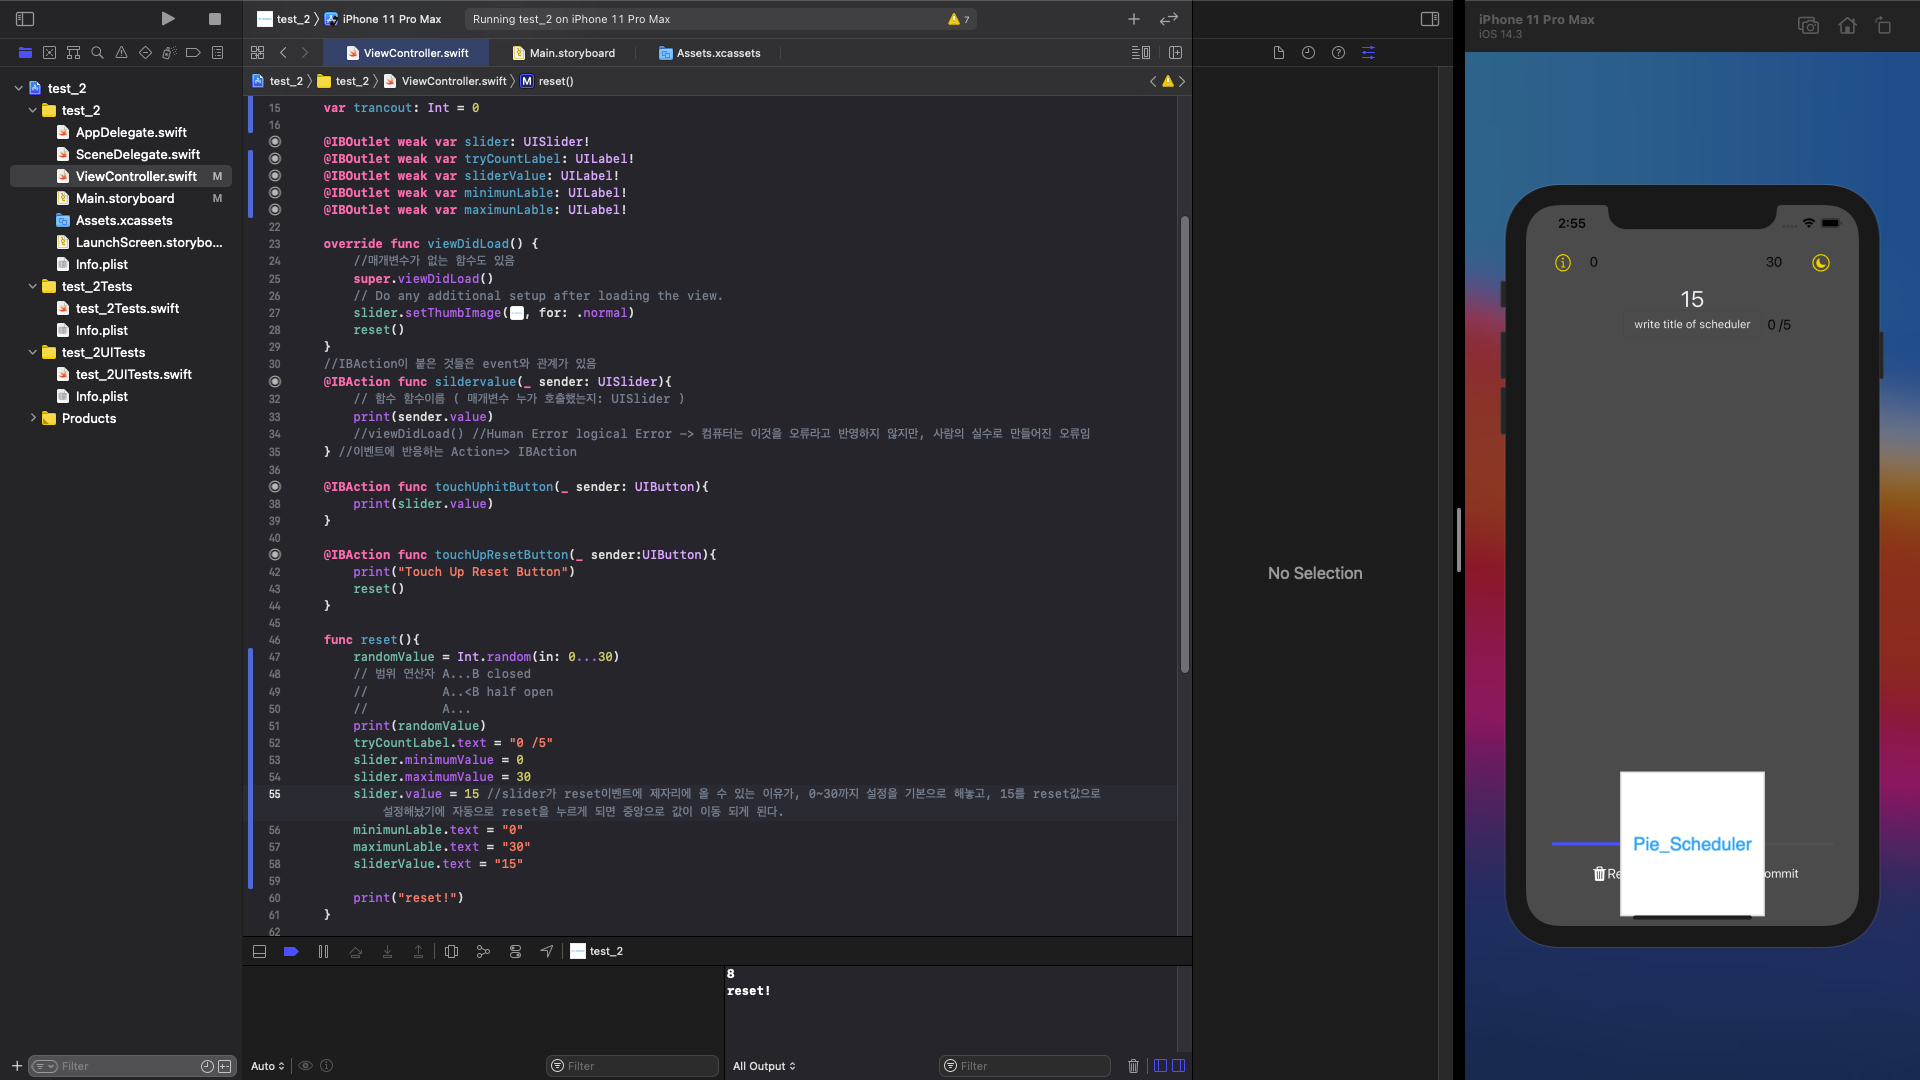 test_2 〉 iPhone 11 Pro Max
Running test_2 on iPhone 11 Pro Max
7
ViewController.swift
Main.storyboard
Assets.xcassets
test_2 〉 test_2 〉 ViewController.swift 〉 M reset()
test_2
test_2
AppDelegate.swift
SceneDelegate.swift
ViewController.swift M
Main.storyboard M
Assets.xcassets
LaunchScreen.storybo...
Info.plist
test_2Tests
test_2Tests.swift
Info.plist
test_2UITests
test_2UITests.swift
Info.plist
Products
Filter
15 var trancout: Int = 0
16
@IBOutlet weak var slider: UISlider!
@IBOutlet weak var tryCountLabel: UILabel!
@IBOutlet weak var sliderValue: UILabel!
@IBOutlet weak var minimunLable: UILabel!
@IBOutlet weak var maximunLable: UILabel!
22
23 override func viewDidLoad() {
24 //매개변수가 없는 함수도 있음
25 super.viewDidLoad()
26 // Do any additional setup after loading the view.
27 slider.setThumbImage( , for: .normal)
28 reset()
29 }
30 //IBAction이 붙은 것들은 event와 관계가 있음
@IBAction func sildervalue(_ sender: UISlider){
32 // 함수 함수이름 ( 매개변수 누가 호출했는지: UISlider )
33 print(sender.value)
34 //viewDidLoad() //Human Error logical Error -> 컴퓨터는 이것을 오류라고 반영하지 않지만, 사람의 실수로 만들어진 오류임
35 } //이벤트에 반응하는 Action=> IBAction
36
@IBAction func touchUphitButton(_ sender: UIButton){
38 print(slider.value)
39 }
40
@IBAction func touchUpResetButton(_ sender:UIButton){
42 print("Touch Up Reset Button")
43 reset()
44 }
45
46 func reset(){
47 randomValue = Int.random(in: 0...30)
48 // 범위 연산자 A...B closed
49 // A..<B half open
50 // A...
51 print(randomValue)
52 tryCountLabel.text = "0 /5"
53 slider.minimumValue = 0
54 slider.maximumValue = 30
55 slider.value = 15 //slider가 reset이벤트에 제자리에 올 수 있는 이유가, 0~30까지 설정을 기본으로 해놓고, 15를 reset값으로
설정해놨기에 자동으로 reset을 누르게 되면 중앙으로 값이 이동 되게 된다.
56 minimunLable.text = "0"
57 maximunLable.text = "30"
58 sliderValue.text = "15"
59
60 print("reset!")
61 }
62
test_2
8
reset!
Auto
Filter
All Output
Filter
No Selection
iPhone 11 Pro Max
iOS 14.3
2:55
0
30
15
write title of scheduler
0 /5
Pie_Scheduler
Re
ommit